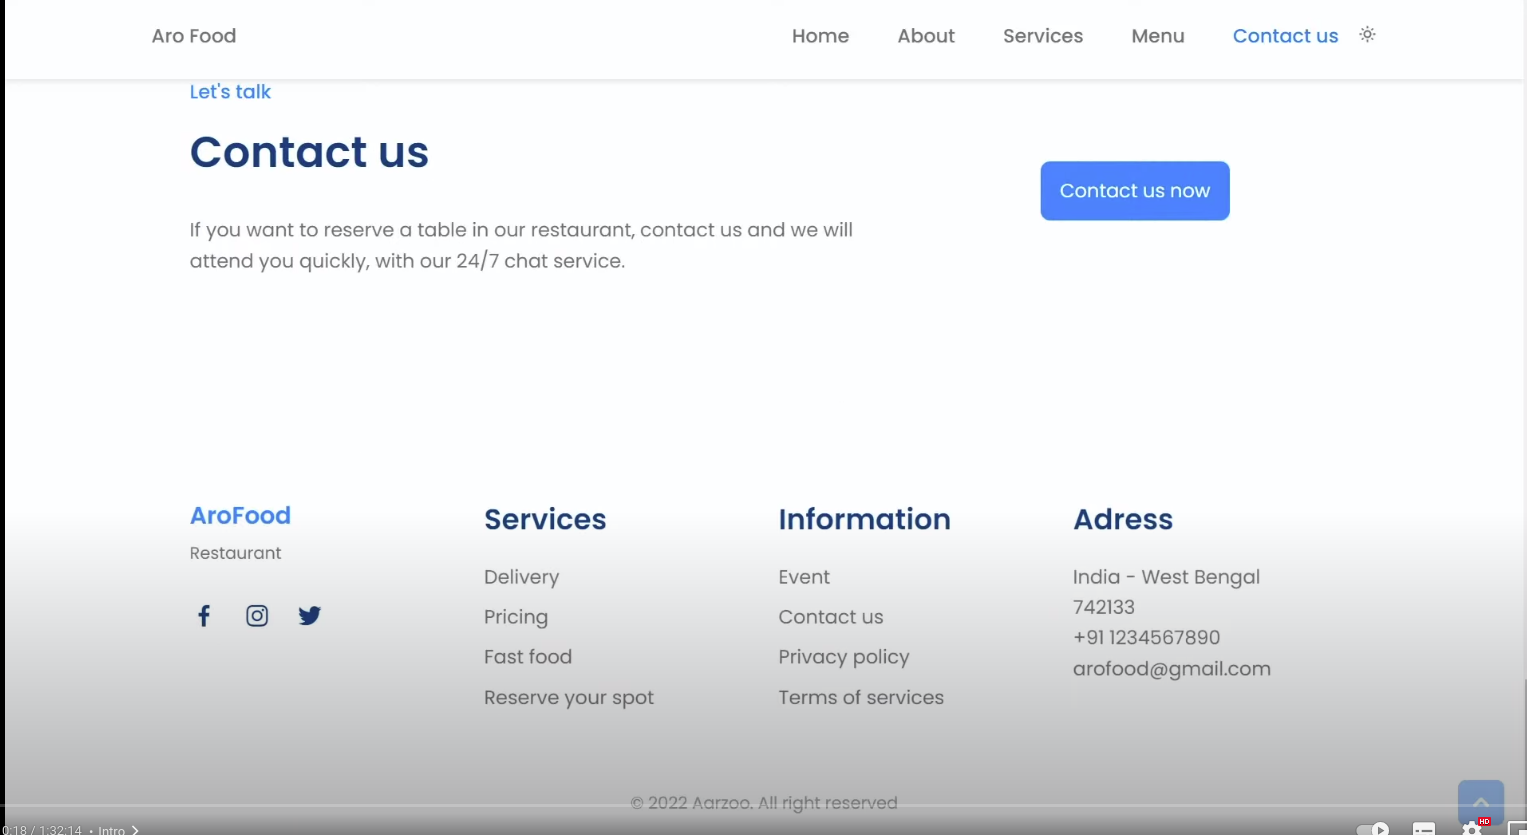 Aro Food
Home
About
Services
Menu
Contact us
Let's talk
Contact us
If you want to reserve a table in our restaurant, contact us and we will
attend you quickly, with our 24/7 chat service.
Contact us now
AroFood
Restaurant
Services
Delivery
Pricing
Fast food
Reserve your spot
Information
Event
Contact us
Privacy policy
Terms of services
Adress
India - West Bengal
742133
+91 1234567890
arofood@gmail.com
© 2022 Aarzoo. All right reserved
0:18 / 1:32:14 • Intro
HD